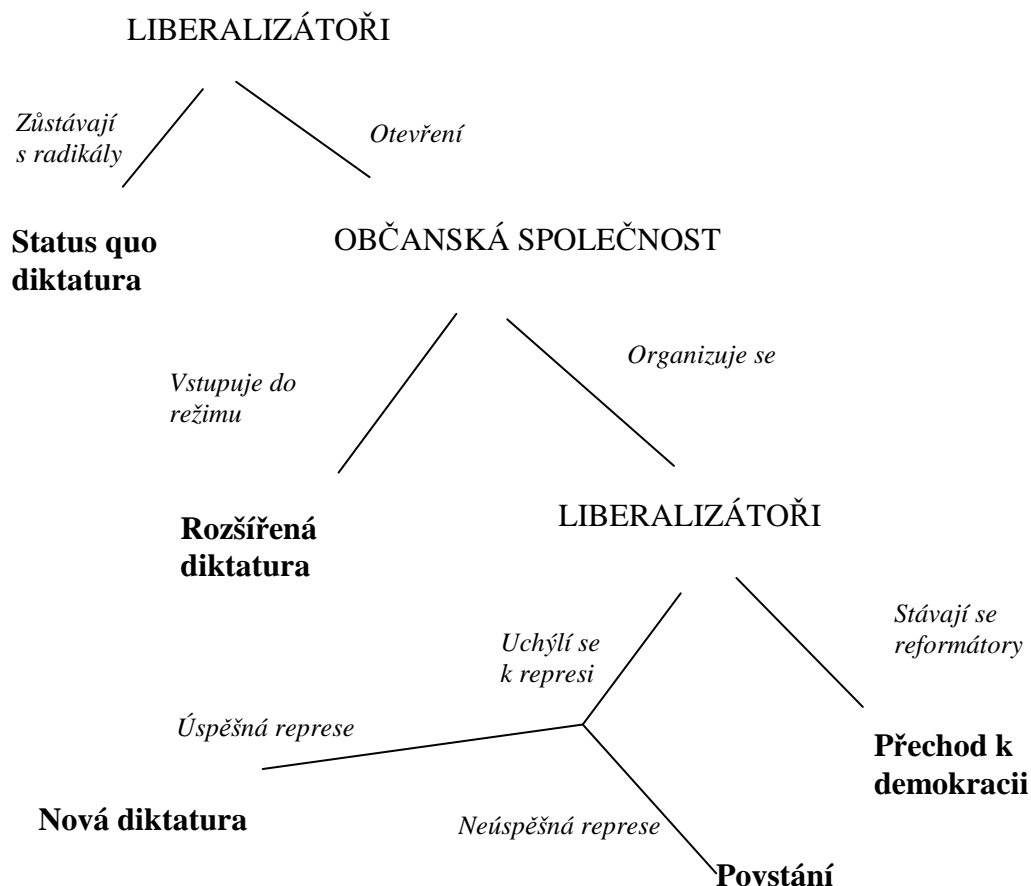 LIBERALIZÁTOŘI
Zůstávají
s radikály
Otevření
Status quo
diktatura
OBČANSKÁ SPOLEČNOST
Vstupuje do
režimu
Organizuje se
Rozšířená
diktatura
LIBERALIZÁTOŘI
Uchýlí se
k represi
Stávají se
reformátory
Úspěšná represe
Přechod k
demokracii
Nová diktatura
Neúspěšná represe
Povstání